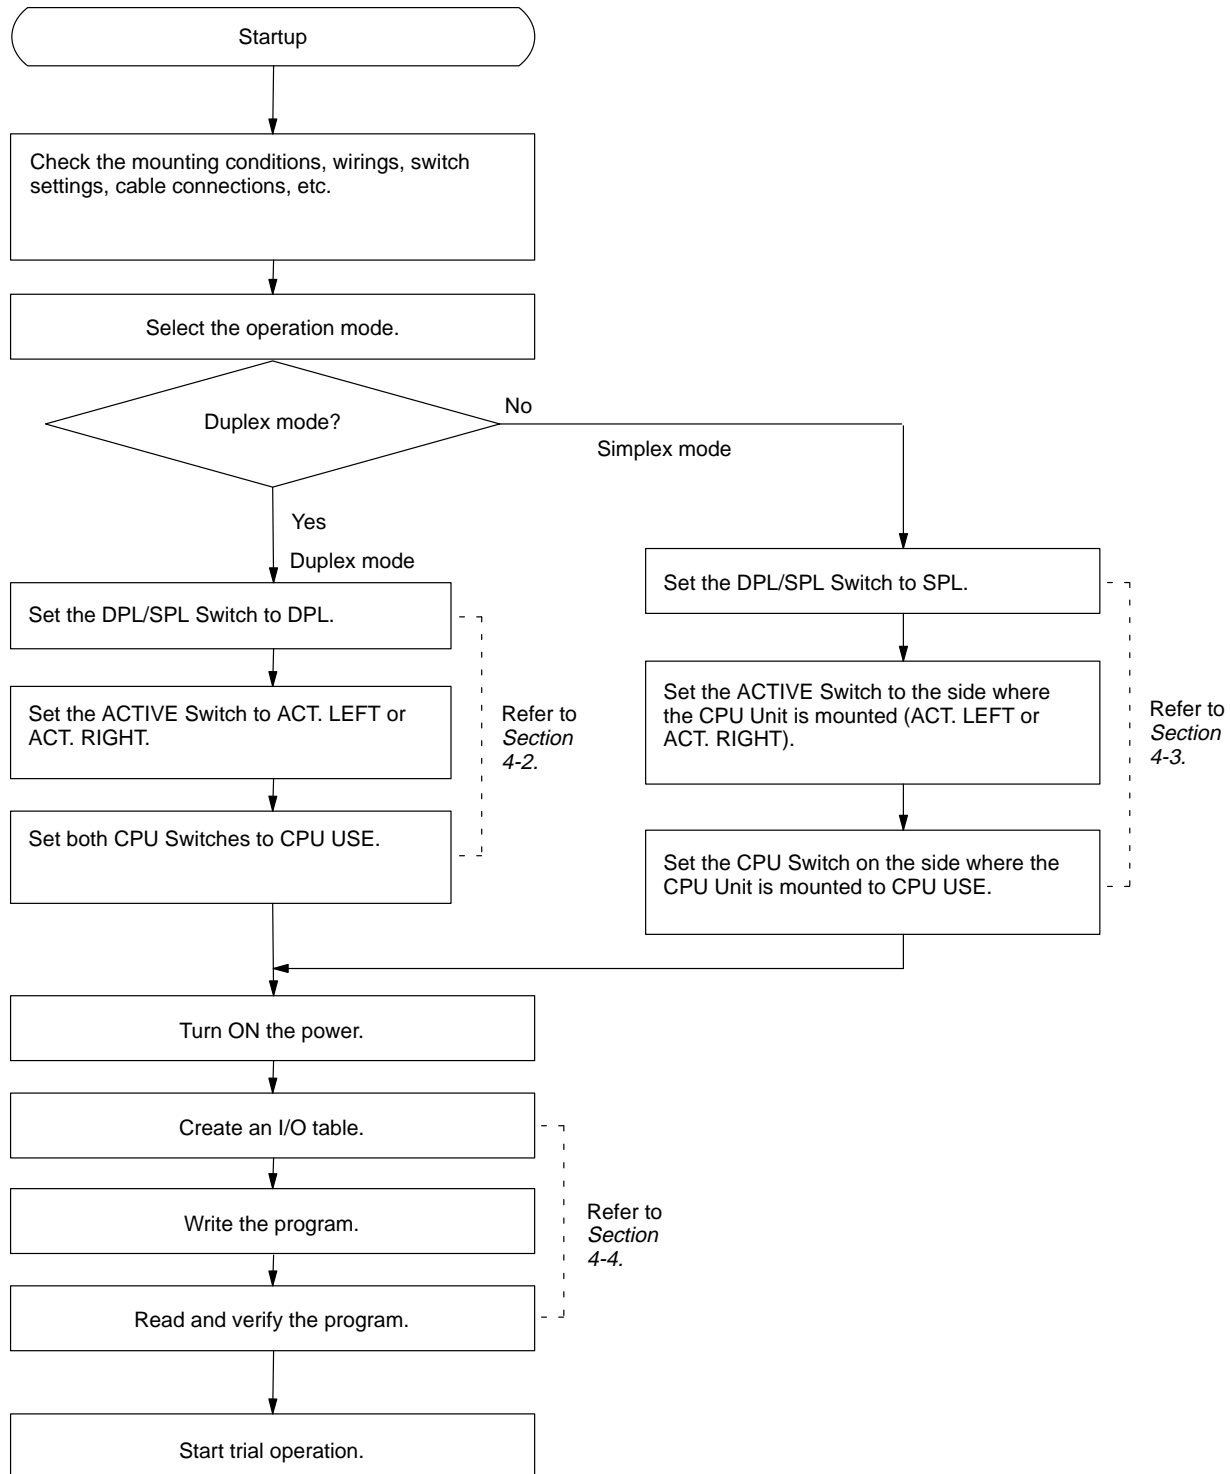 Startup
Check the mounting conditions, wirings, switch
settings, cable connections, etc.
Select the operation mode.
Duplex mode?
No
Simplex mode
Yes
Duplex mode
Set the DPL/SPL Switch to DPL.
Set the ACTIVE Switch to ACT. LEFT or
ACT. RIGHT.
Set both CPU Switches to CPU USE.
Refer to
Section
4-2.
Set the DPL/SPL Switch to SPL.
Set the ACTIVE Switch to the side where
the CPU Unit is mounted (ACT. LEFT or
ACT. RIGHT).
Set the CPU Switch on the side where the
CPU Unit is mounted to CPU USE.
Refer to
Section
4-3.
Turn ON the power.
Create an I/O table.
Write the program.
Read and verify the program.
Refer to
Section
4-4.
Start trial operation.